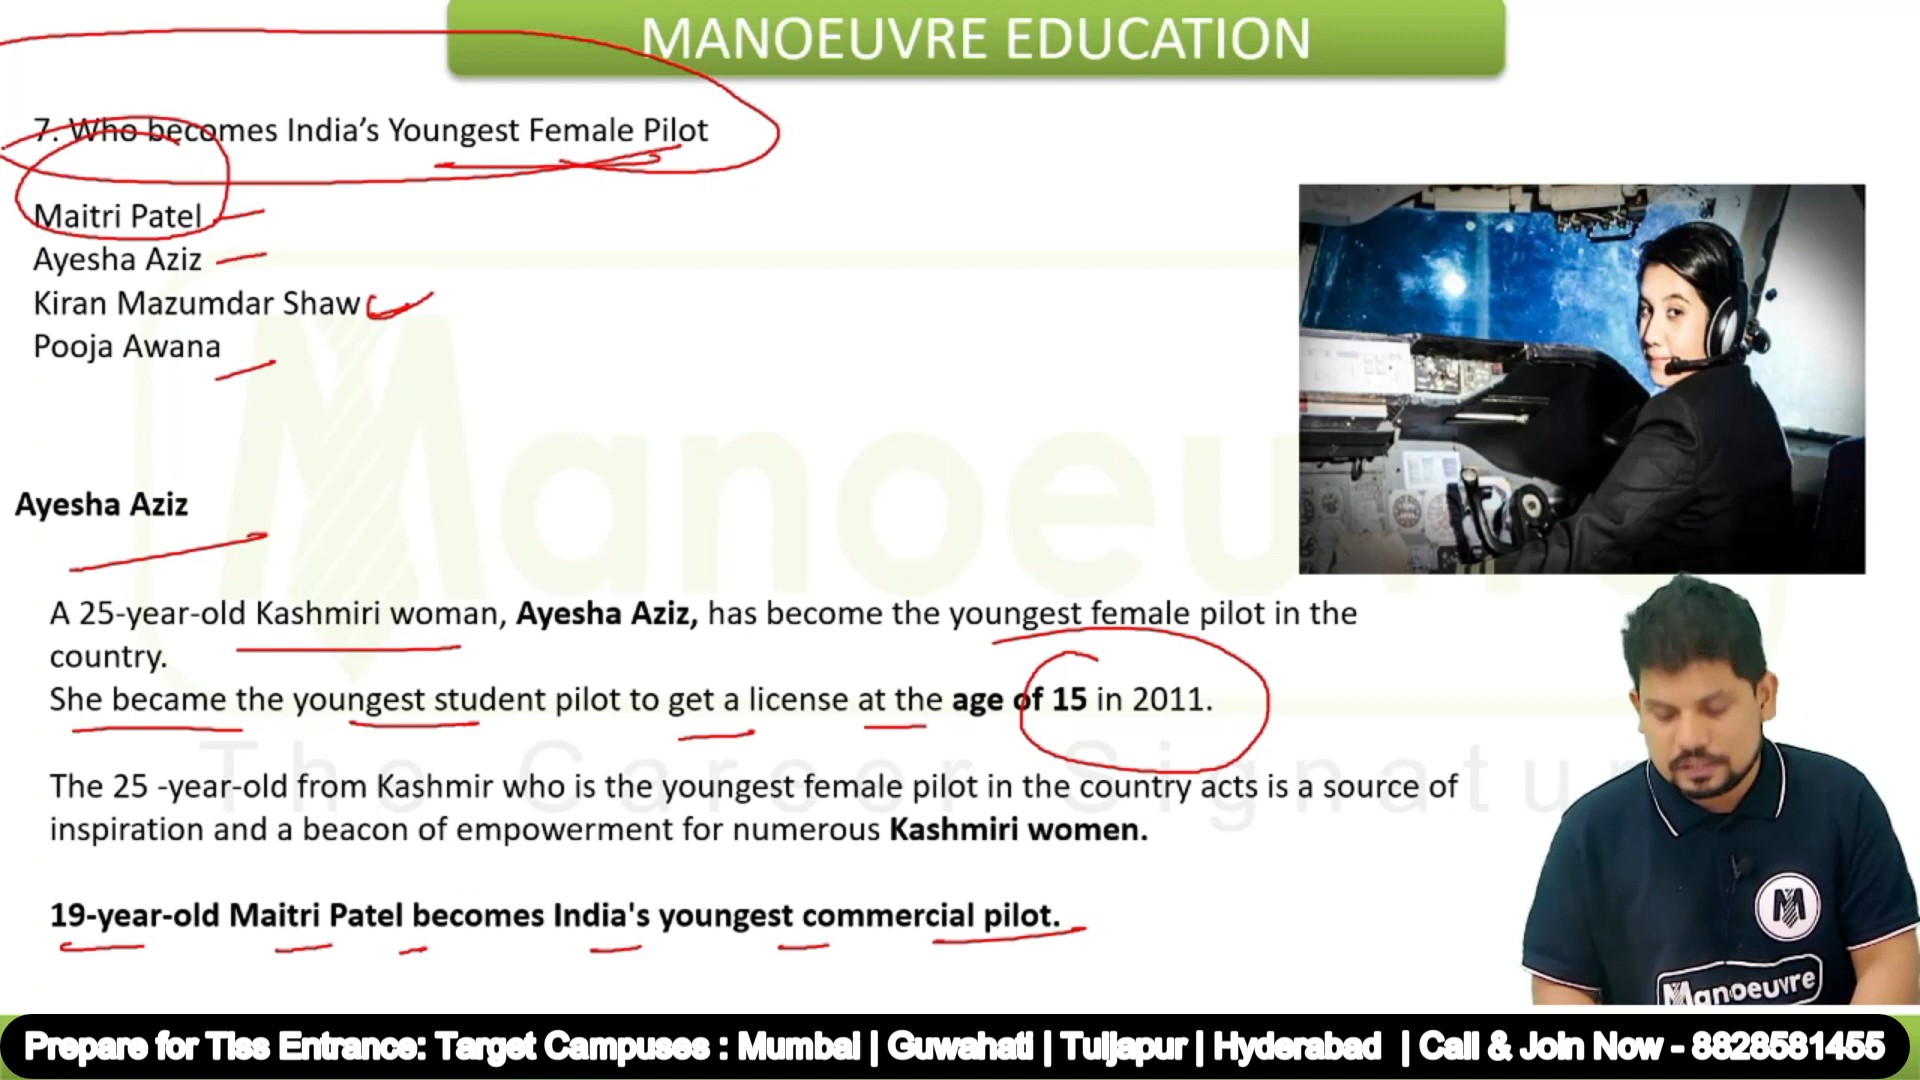 MANOEUVRE EDUCATION
7. Who becomes India's Youngest Female Pilot
Maitri Patel
Ayesha Aziz
Kiran Mazumdar Shaw
Pooja Awana
Manoeuvre
Ayesha Aziz
A 25-year-old Kashmiri woman, Ayesha Aziz, has become the youngest female pilot in the
country.
She became the youngest student pilot to get a license at the age of 15 in 2011.
The Career Signatu
The 25 -year-old from Kashmir who is the youngest female pilot in the country acts is a source of
inspiration and a beacon of empowerment for numerous Kashmiri women.
19-year-old Maitri Patel becomes India's youngest commercial pilot.
M
Manoeuvre
Prepare for Tiss Entrance: Target Campuses : Mumbai | Guwahati | Tuljapur | Hyderabad | Call & Join Now - 8828581455